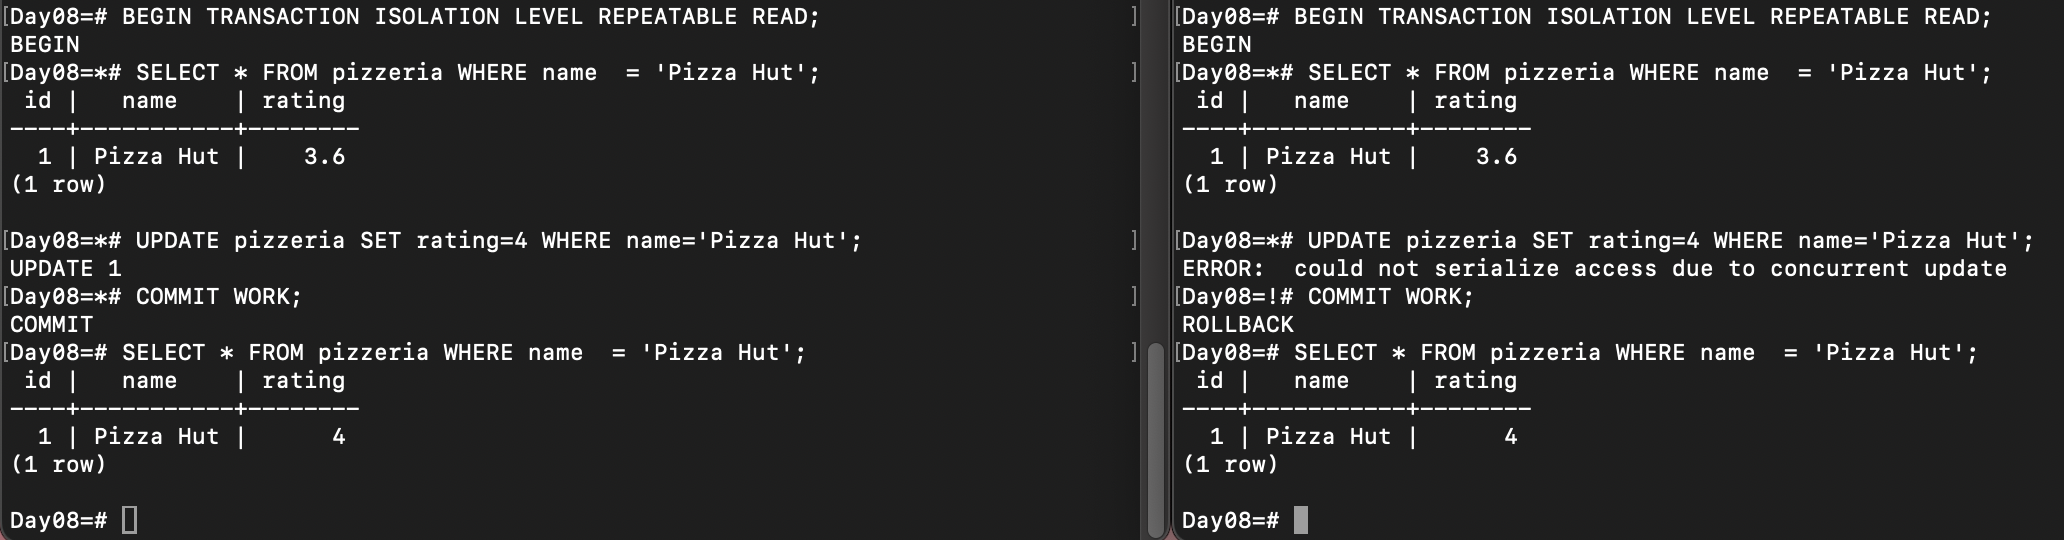 [Day08=# BEGIN TRANSACTION ISOLATION LEVEL REPEATABLE READ; ]
BEGIN
[Day08=*# SELECT * FROM pizzeria WHERE name  = 'Pizza Hut'; ]
 id |   name    | rating
----+-----------+--------
  1 | Pizza Hut |    3.6
(1 row)

[Day08=*# UPDATE pizzeria SET rating=4 WHERE name='Pizza Hut'; ]
UPDATE 1
[Day08=*# COMMIT WORK; ]
COMMIT
[Day08=# SELECT * FROM pizzeria WHERE name  = 'Pizza Hut'; ]
 id |   name    | rating
----+-----------+--------
  1 | Pizza Hut |      4
(1 row)

Day08=#
[Day08=# BEGIN TRANSACTION ISOLATION LEVEL REPEATABLE READ;
BEGIN
[Day08=*# SELECT * FROM pizzeria WHERE name  = 'Pizza Hut';
 id |   name    | rating
----+-----------+--------
  1 | Pizza Hut |    3.6
(1 row)

[Day08=*# UPDATE pizzeria SET rating=4 WHERE name='Pizza Hut';
ERROR:  could not serialize access due to concurrent update
[Day08=!# COMMIT WORK;
ROLLBACK
[Day08=# SELECT * FROM pizzeria WHERE name  = 'Pizza Hut';
 id |   name    | rating
----+-----------+--------
  1 | Pizza Hut |      4
(1 row)

Day08=#